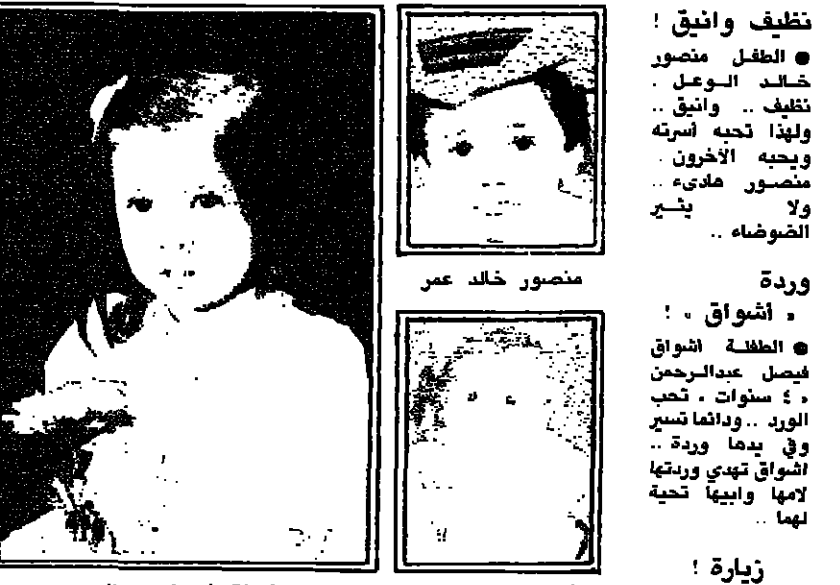 نظيف وانيق !
● الطفل منصور
خالد الوعل .
نظيف .. وانيق ..
ولهذا تحبه أسرته
ويحبه الآخرون .
منصور هادىء ..
ولا يثير
الضوضاء ..
وردة
« أشواق » !
● الطفلة اشواق
فيصل عبدالرحمن
« ٤ سنوات » تحب
الورد .. ودائما تسير
وفي يدها وردة ..
اشواق تهدي وردتها
لامها وابيها تحية
لهما ..
زيارة !
منصور خالد عمر